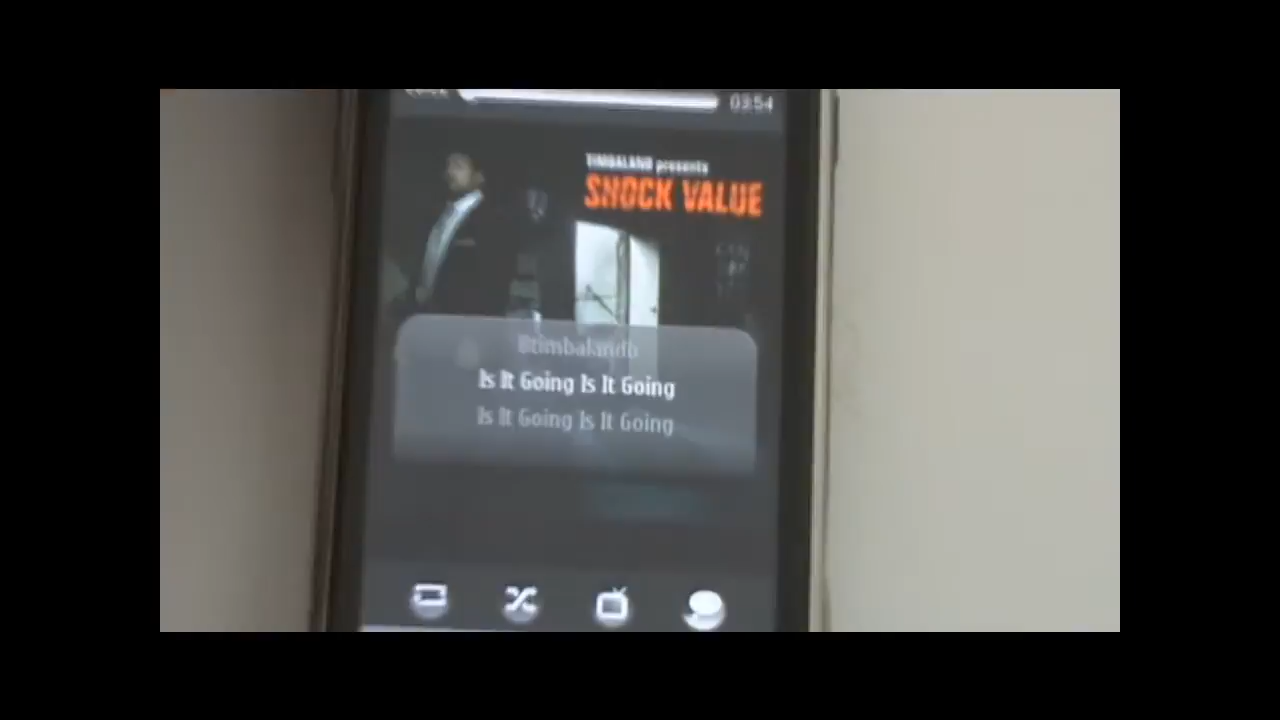 03:54
TIMBALAND presents
SHOCK VALUE
Is It Going Is It Going
Is It Going Is It Going